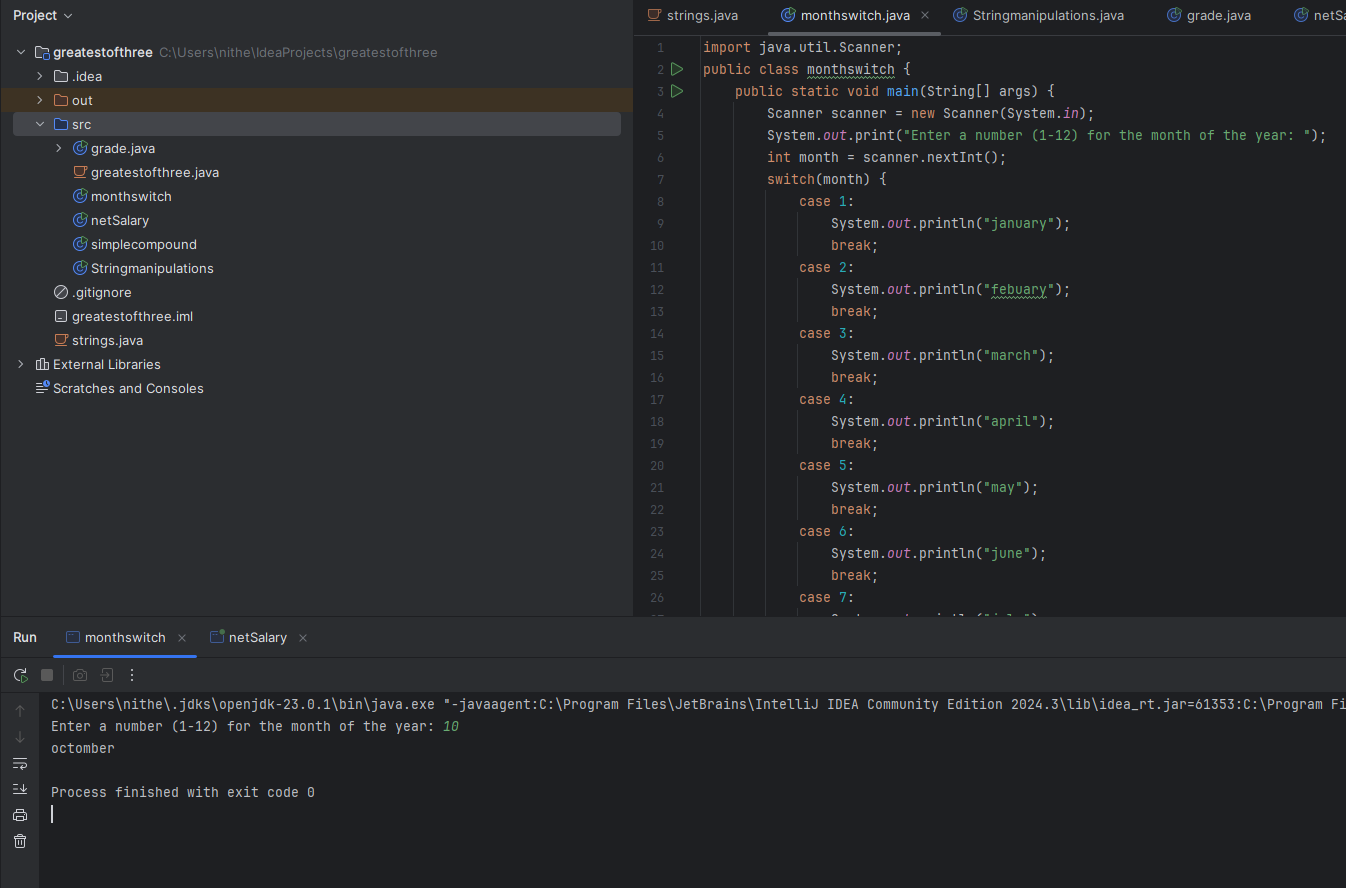 Project
greatestofthree C:\Users\nithe\IdeaProjects\greatestofthree
.idea
out
src
grade.java
greatestofthree.java
monthswitch
netSalary
simplecompound
Stringmanipulations
.gitignore
greatestofthree.iml
strings.java
External Libraries
Scratches and Consoles
strings.java monthswitch.java Stringmanipulations.java grade.java netSa
1 import java.util.Scanner;
2 public class monthswitch {
3 public static void main(String[] args) {
4 Scanner scanner = new Scanner(System.in);
5 System.out.print("Enter a number (1-12) for the month of the year: ");
6 int month = scanner.nextInt();
7 switch(month) {
8 case 1:
9 System.out.println("january");
10 break;
11 case 2:
12 System.out.println("febuary");
13 break;
14 case 3:
15 System.out.println("march");
16 break;
17 case 4:
18 System.out.println("april");
19 break;
20 case 5:
21 System.out.println("may");
22 break;
23 case 6:
24 System.out.println("june");
25 break;
26 case 7:
Run monthswitch netSalary
C:\Users\nithe\.jdks\openjdk-23.0.1\bin\java.exe "-javaagent:C:\Program Files\JetBrains\IntelliJ IDEA Community Edition 2024.3\lib\idea_rt.jar=61353:C:\Program Fi
Enter a number (1-12) for the month of the year: 10
octomber
Process finished with exit code 0